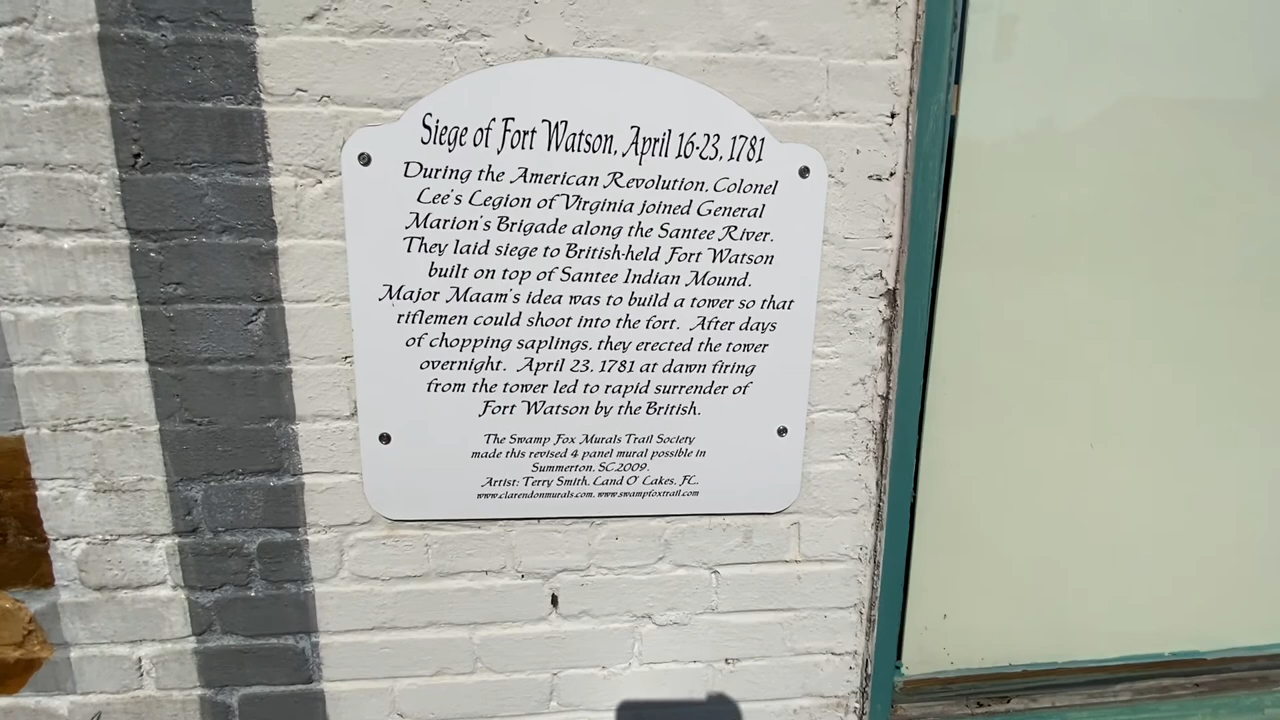 Siege of Fort Watson, April 16-23, 1781
During the American Revolution, Colonel
Lee's Legion of Virginia joined General
Marion's Brigade along the Santee River.
They laid siege to British-held Fort Watson
built on top of Santee Indian Mound.
Major Maam's idea was to build a tower so that
riflemen could shoot into the fort. After days
of chopping saplings, they erected the tower
overnight. April 23, 1781 at dawn firing
from the tower led to rapid surrender of
Fort Watson by the British.
The Swamp Fox Murals Trail Society
made this revised 4 panel mural possible in
Summerton, SC 2009.
Artist: Terry Smith, Land O' Lakes, FL.
www.clarendonmurals.com, www.swampfoxtrail.com